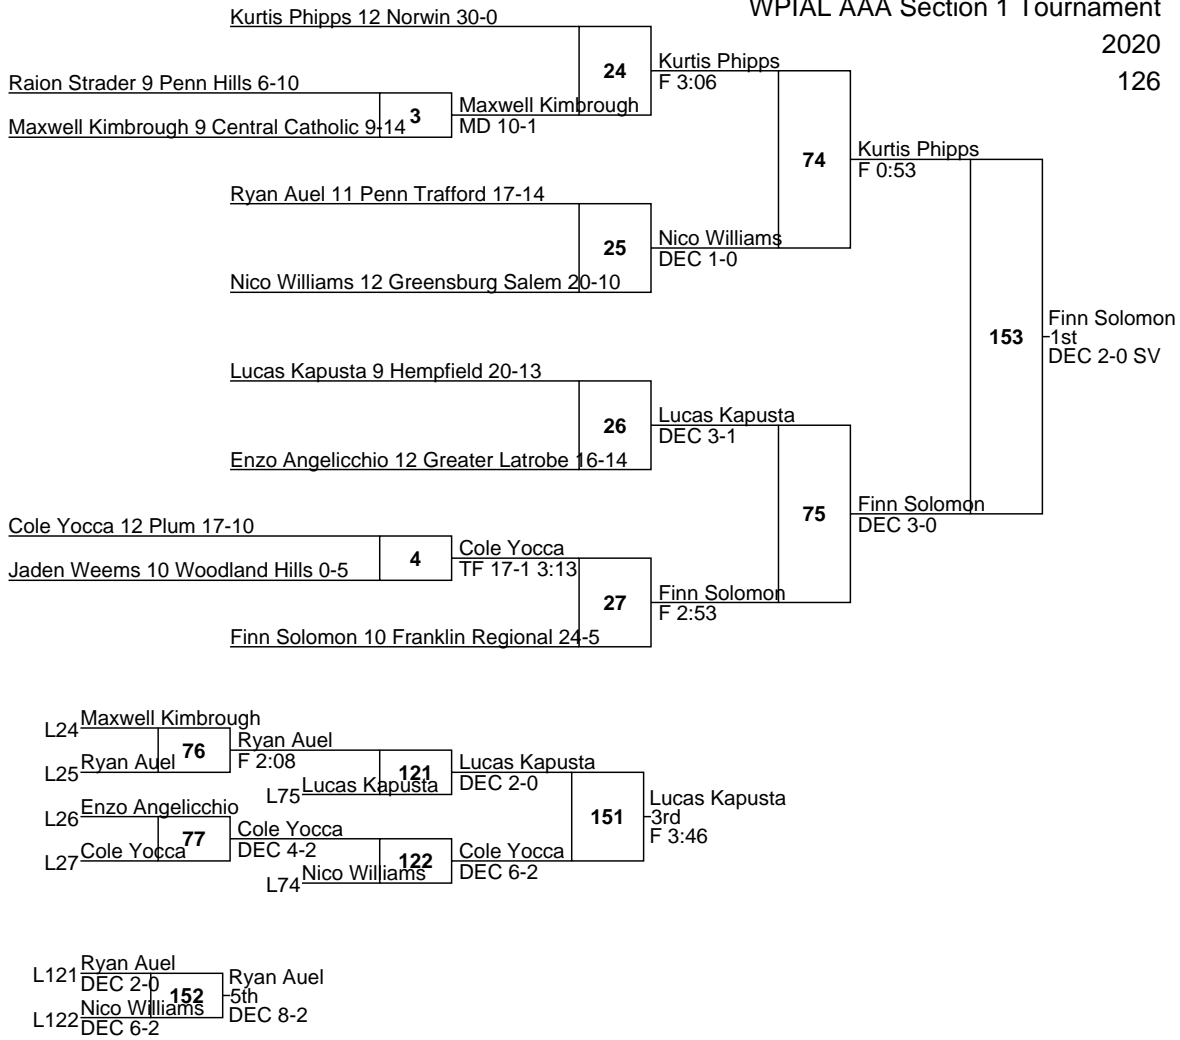 WPIAL AAA Section 1 Tournament
2020
126
Kurtis Phipps 12 Norwin 30-0
24
Kurtis Phipps
F 3:06
Raion Strader 9 Penn Hills 6-10
3
Maxwell Kimbrough
MD 10-1
Maxwell Kimbrough 9 Central Catholic 9-14
74
Kurtis Phipps
F 0:53
Ryan Auel 11 Penn Trafford 17-14
25
Nico Williams
DEC 1-0
Nico Williams 12 Greensburg Salem 20-10
153
Finn Solomon
1st
DEC 2-0 SV
Lucas Kapusta 9 Hempfield 20-13
26
Lucas Kapusta
DEC 3-1
Enzo Angelicchio 12 Greater Latrobe 16-14
75
Finn Solomon
DEC 3-0
Cole Yocca 12 Plum 17-10
4
Cole Yocca
TF 17-1 3:13
Jaden Weems 10 Woodland Hills 0-5
27
Finn Solomon
F 2:53
Finn Solomon 10 Franklin Regional 24-5
L24 Maxwell Kimbrough
76
Ryan Auel
F 2:08
L25 Ryan Auel
121
Lucas Kapusta
DEC 2-0
L75 Lucas Kapusta
L26 Enzo Angelicchio
151
Lucas Kapusta
3rd
F 3:46
77
Cole Yocca
DEC 4-2
L27 Cole Yocca
122
Cole Yocca
DEC 6-2
L74 Nico Williams
L121 Ryan Auel
DEC 2-0
152
Ryan Auel
5th
DEC 8-2
L122 Nico Williams
DEC 6-2